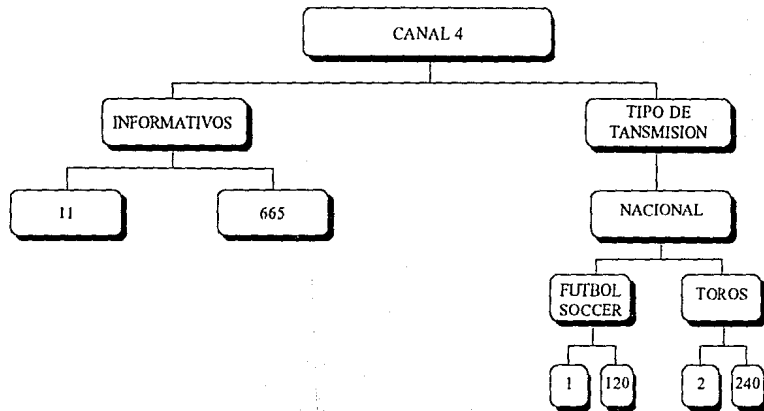 CANAL 4
INFORMATIVOS
TIPO DE
TANSMISION
11
665
NACIONAL
FUTBOL
SOCCER
TOROS
1
120
2
240